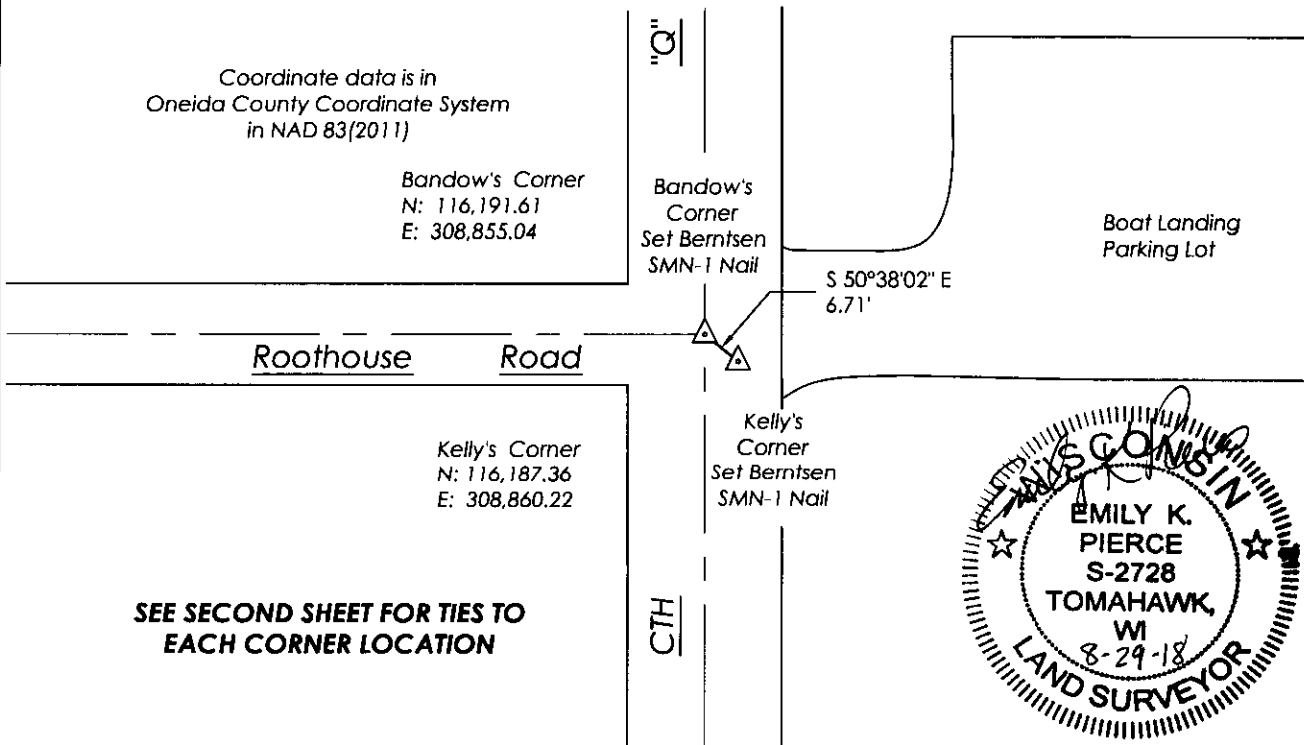 "Q"
Coordinate data is in
Oneida County Coordinate System
in NAD 83(2011)
Bandow's Corner
N: 116,191.61
E: 308,855.04
Bandow's
Corner
Set Berntsen
SMN-1 Nail
Boat Landing
Parking Lot
S 50°38'02" E
6.71'
Roothouse Road
Kelly's Corner
N: 116,187.36
E: 308,860.22
Kelly's
Corner
Set Berntsen
SMN-1 Nail
SEE SECOND SHEET FOR TIES TO
EACH CORNER LOCATION
CTH
WISCONSIN
EMILY K.
PIERCE
S-2728
TOMAHAWK,
WI
8-29-18
LAND SURVEYOR